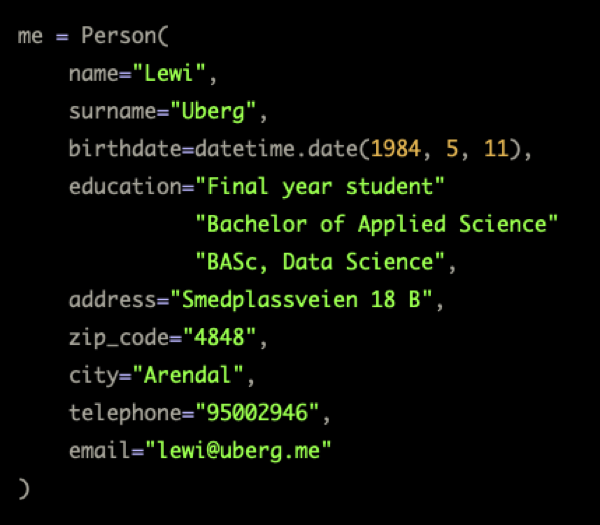 me = Person(
    name="Lewi",
    surname="Uberg",
    birthdate=datetime.date(1984, 5, 11),
    education="Final year student"
              "Bachelor of Applied Science"
              "BASc, Data Science",
    address="Smedplassveien 18 B",
    zip_code="4848",
    city="Arendal",
    telephone="95002946",
    email="lewi@uberg.me"
)